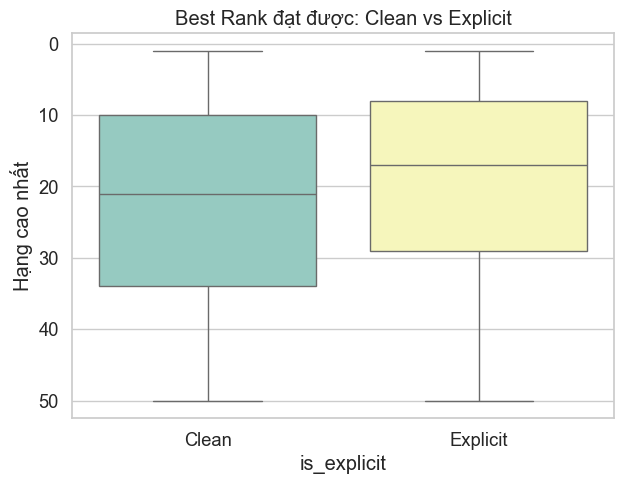 Best Rank đạt được: Clean vs Explicit
Hạng cao nhất
0
10
20
30
40
50
Clean
Explicit
is_explicit